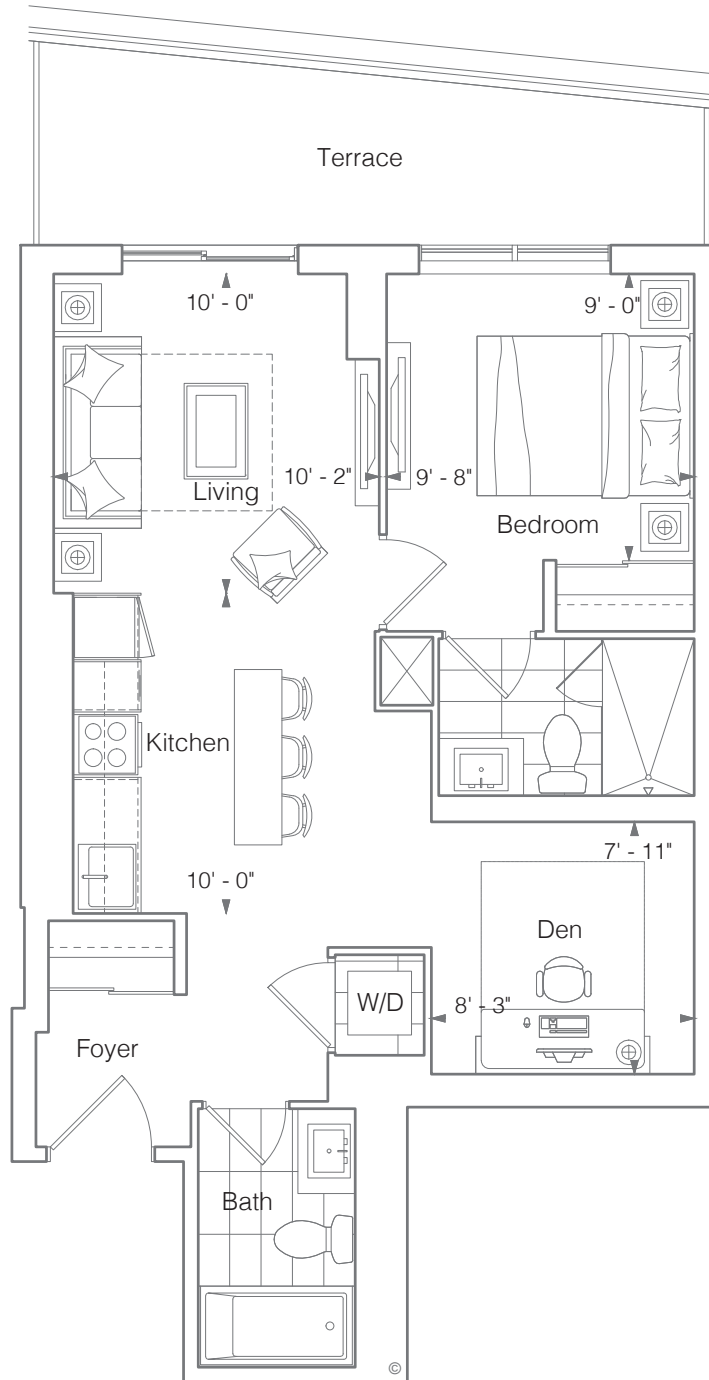 Terrace
10' - 0"
9' - 0"
10' - 2"
9' - 8"
Living
Bedroom
Kitchen
7' - 11"
10' - 0"
Den
W/D
8' - 3"
Foyer
Bath
©